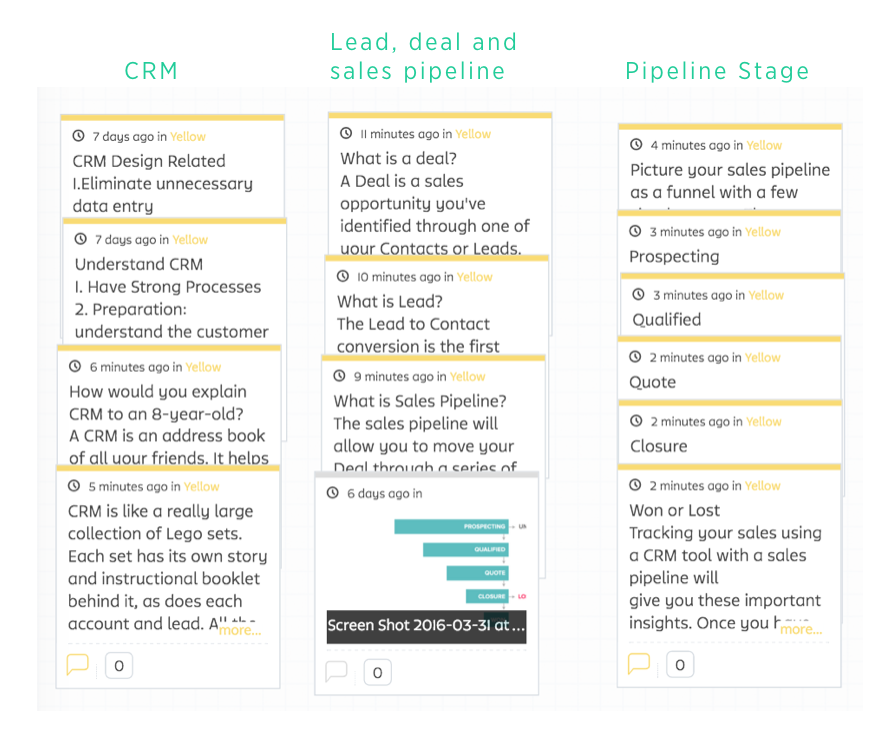 CRM
7 days ago in Yellow
CRM Design Related
1.Eliminate unnecessary
data entry
7 days ago in Yellow
Understand CRM
1. Have Strong Processes
2. Preparation:
understand the customer
6 minutes ago in Yellow
How would you explain
CRM to an 8-year-old?
A CRM is an address book
of all your friends. It helps
5 minutes ago in Yellow
CRM is like a really large
collection of Lego sets.
Each set has its own story
and instructional booklet
behind it, as does each
account and lead. All the
more...
0
Lead, deal and
sales pipeline
11 minutes ago in Yellow
What is a deal?
A Deal is a sales
opportunity you've
identified through one of
your Contacts or Leads.
10 minutes ago in Yellow
What is Lead?
The Lead to Contact
conversion is the first
9 minutes ago in Yellow
What is Sales Pipeline?
The sales pipeline will
allow you to move your
Deal through a series of
6 days ago in
PROSPECTING
QUALIFIED
QUOTE
CLOSURE
Screen Shot 2016-03-31 at ...
0
Pipeline Stage
4 minutes ago in Yellow
Picture your sales pipeline
as a funnel with a few
3 minutes ago in Yellow
Prospecting
3 minutes ago in Yellow
Qualified
2 minutes ago in Yellow
Quote
2 minutes ago in Yellow
Closure
2 minutes ago in Yellow
Won or Lost
Tracking your sales using
a CRM tool with a sales
pipeline will
give you these important
insights. Once you have
more...
0